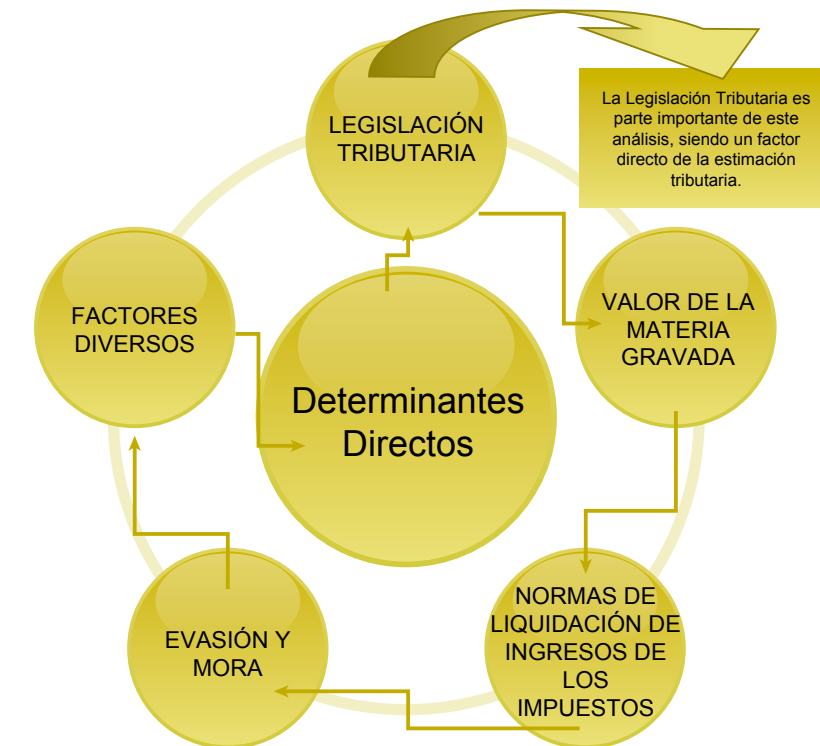 LEGISLACIÓN
TRIBUTARIA
La Legislación Tributaria es
parte importante de este
análisis, siendo un factor
directo de la estimación
tributaria.
FACTORES
DIVERSOS
VALOR DE LA
MATERIA
GRAVADA
Determinantes
Directos
EVASIÓN Y
MORA
NORMAS DE
LIQUIDACIÓN DE
INGRESOS DE
LOS
IMPUESTOS